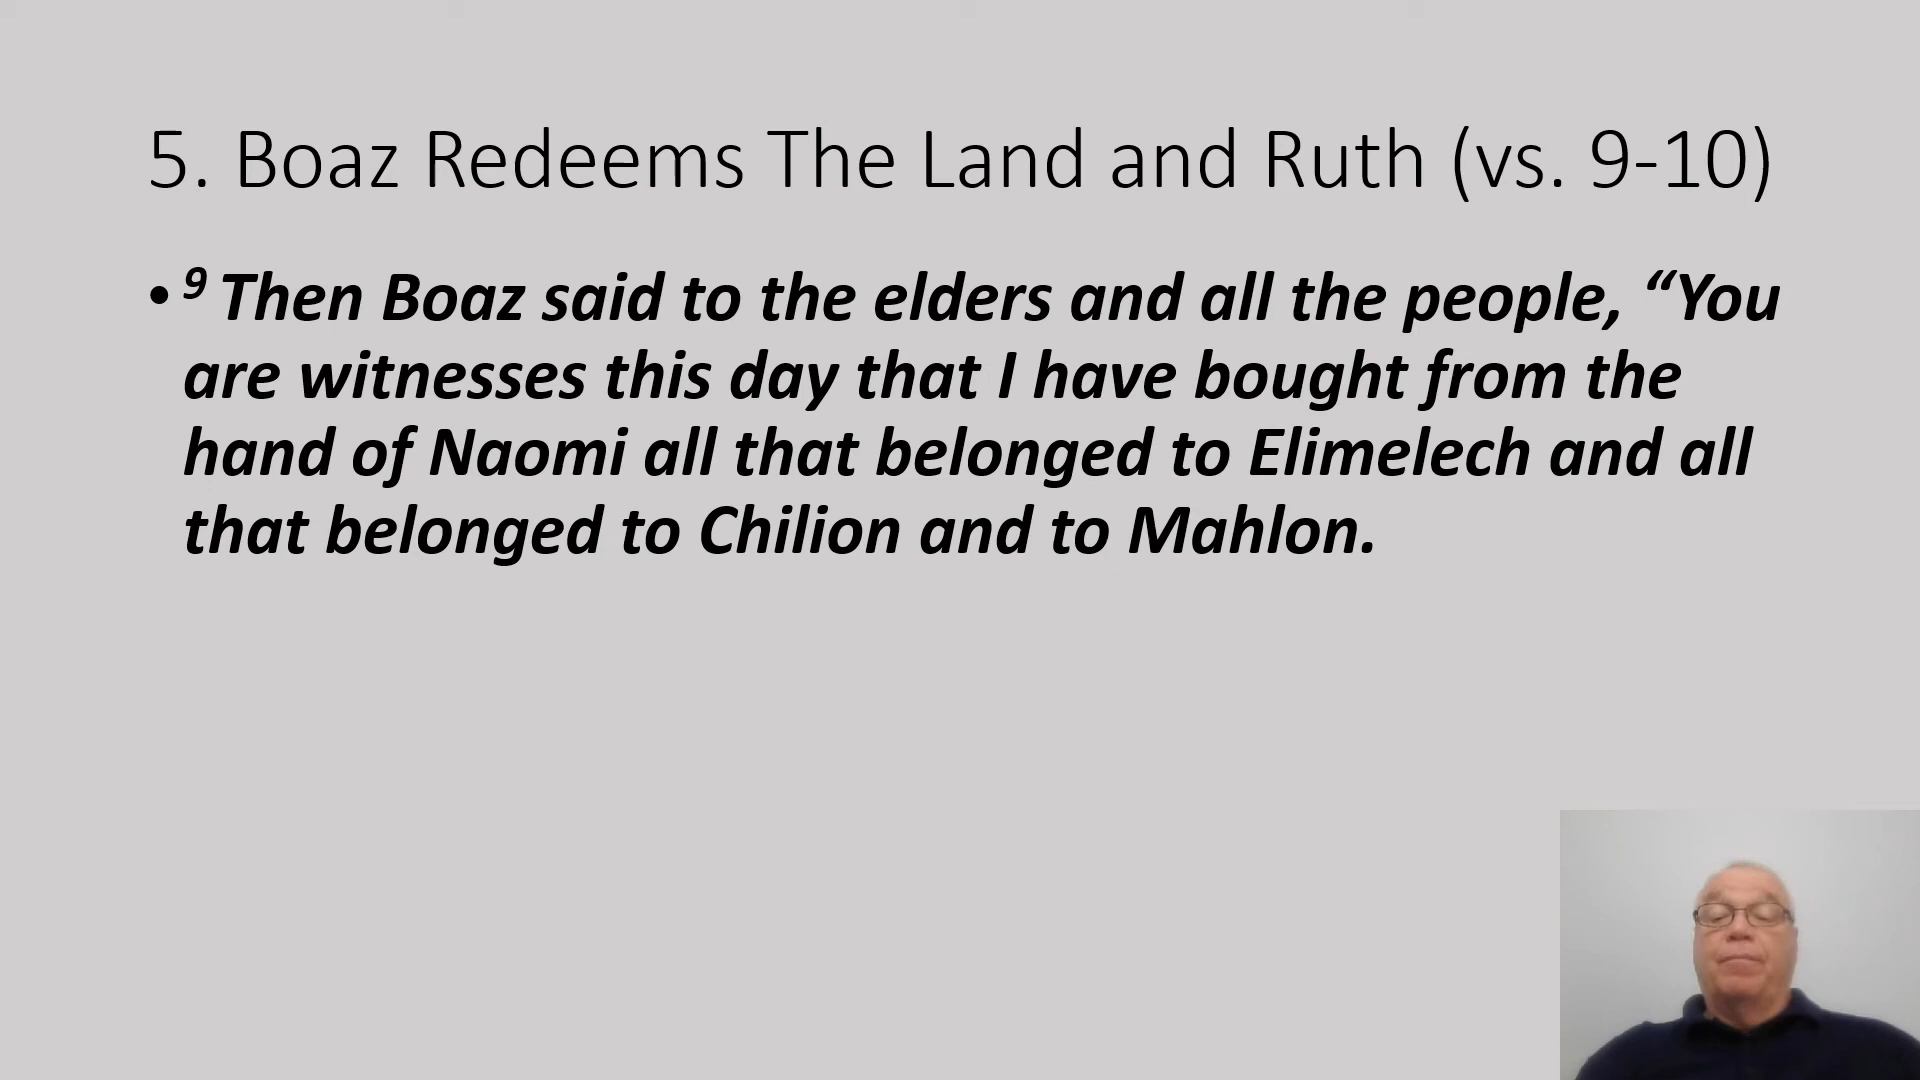 5. Boaz Redeems The Land and Ruth (vs. 9-10)
• 9 Then Boaz said to the elders and all the people, “You
are witnesses this day that I have bought from the
hand of Naomi all that belonged to Elimelech and all
that belonged to Chilion and to Mahlon.